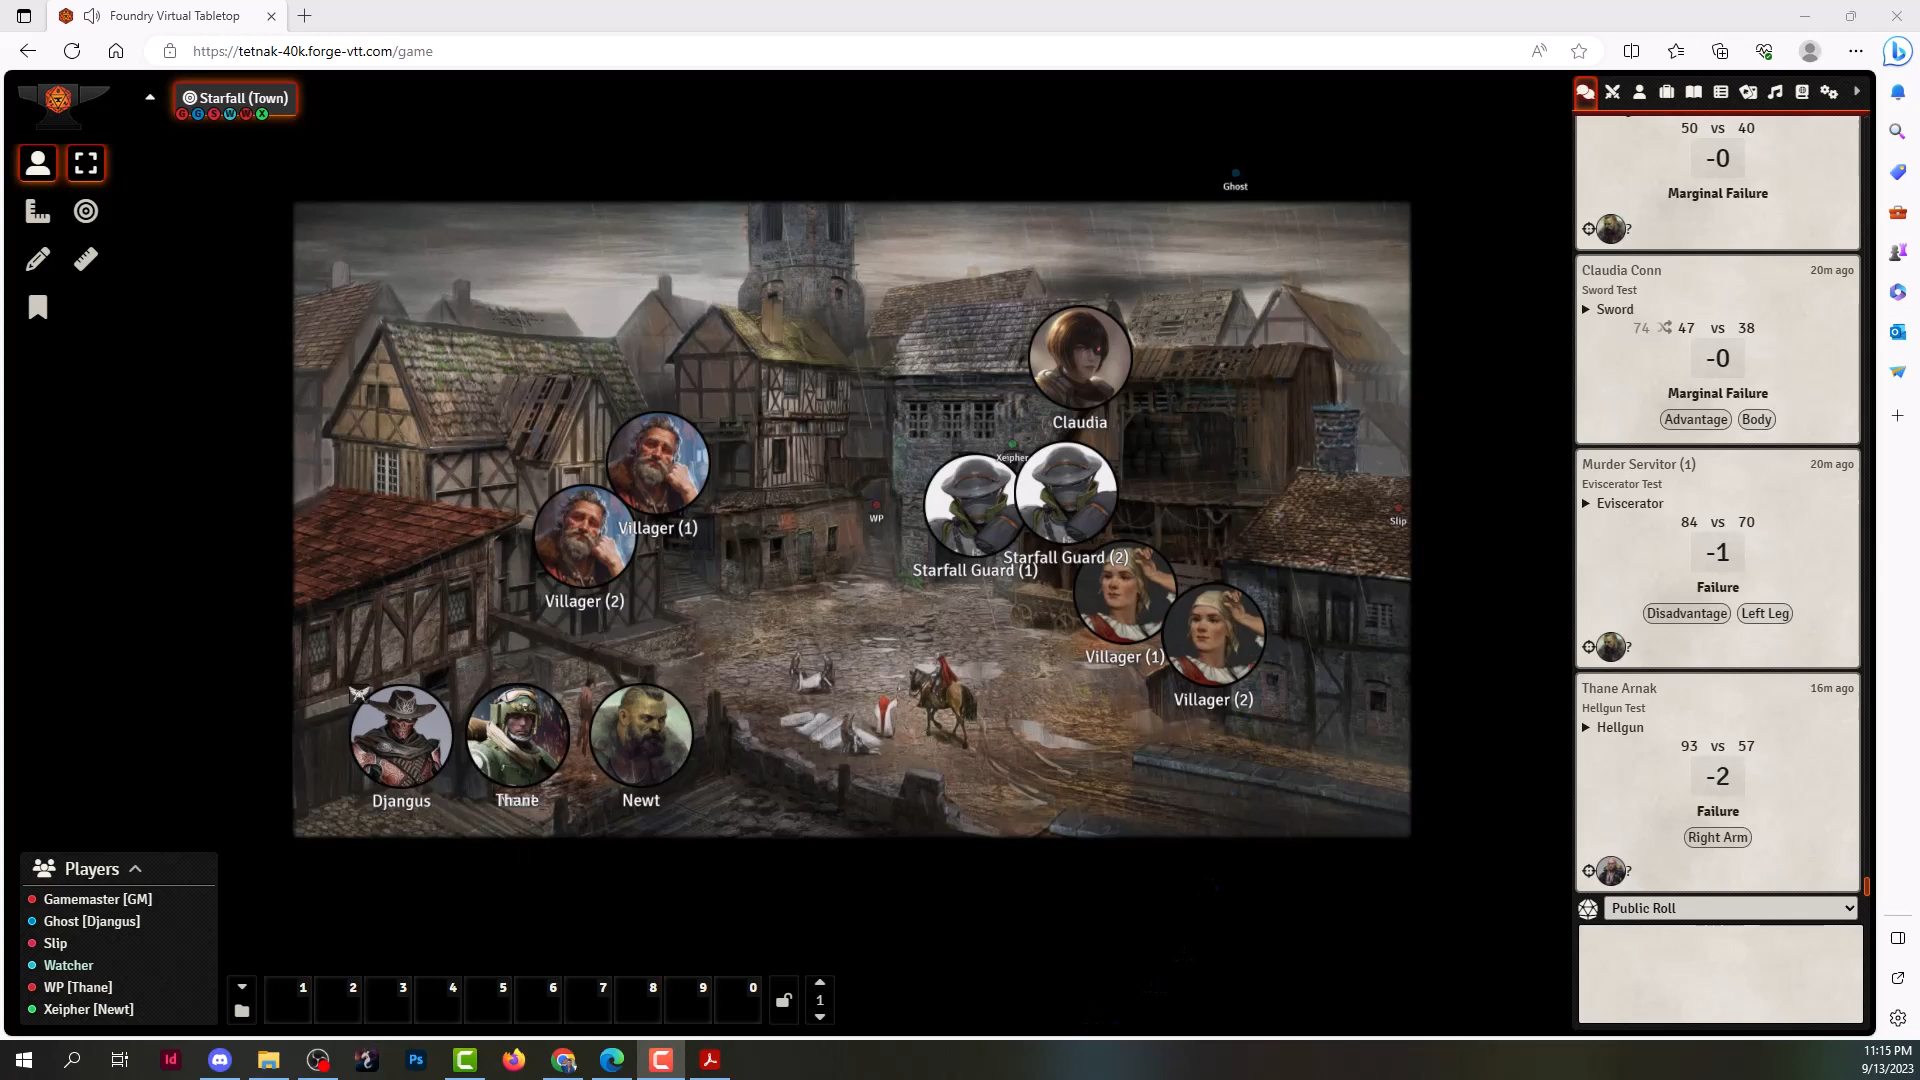 Foundry Virtual Tabletop
https://tetnak-40k.forge-vtt.com/game
Starfall (Town)
G G S W W X
Ghost
Claudia
Xeipher
WP
Slip
Villager (1)
Villager (2)
Starfall Guard (2)
Starfall Guard (1)
Villager (1)
Villager (2)
Djangus
Thane
Newt
50 vs 40
-0
Marginal Failure
?
Claudia Conn 20m ago
Sword Test
Sword
74 47 vs 38
-0
Marginal Failure
Advantage Body
Murder Servitor (1) 20m ago
Eviscerator Test
Eviscerator
84 vs 70
-1
Failure
Disadvantage Left Leg
?
Thane Arnak 16m ago
Hellgun Test
Hellgun
93 vs 57
-2
Failure
Right Arm
?
Public Roll
Players
Gamemaster [GM]
Ghost [Djangus]
Slip
Watcher
WP [Thane]
Xeipher [Newt]
1 2 3 4 5 6 7 8 9 0
1
Id
Ps
11:15 PM
9/13/2023